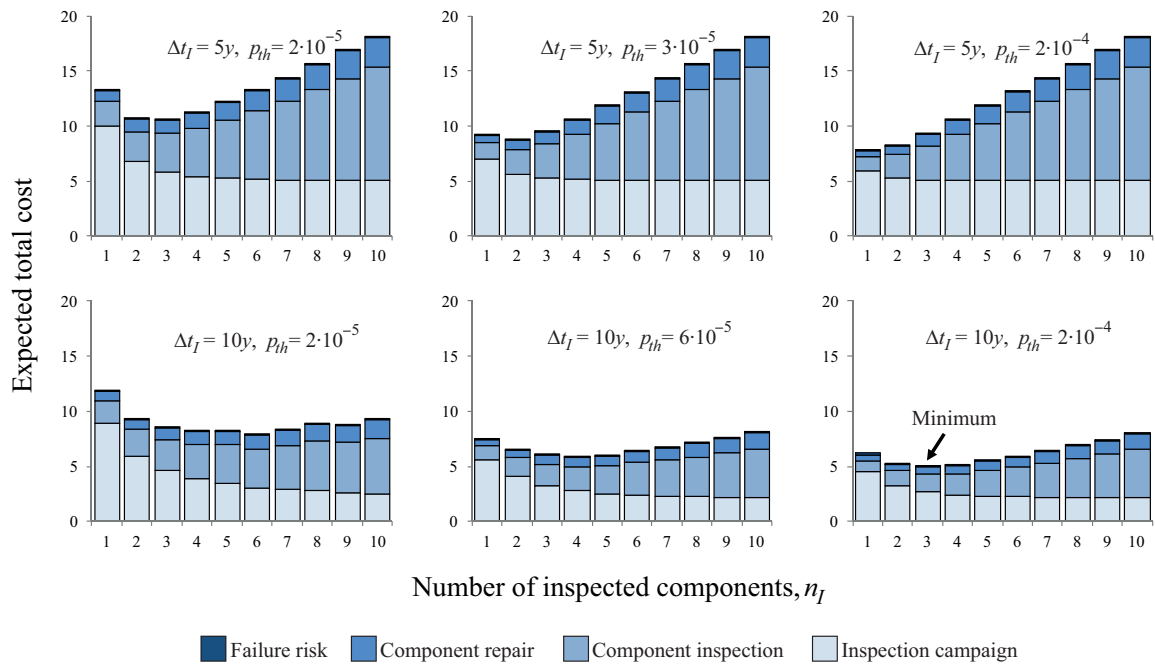 Expected total cost
20
15
10
5
0
Δt_I = 5y, p_th = 2·10⁻⁵
1 2 3 4 5 6 7 8 9 10
20
15
10
5
0
Δt_I = 5y, p_th = 3·10⁻⁵
1 2 3 4 5 6 7 8 9 10
20
15
10
5
0
Δt_I = 5y, p_th = 2·10⁻⁴
1 2 3 4 5 6 7 8 9 10
20
15
10
5
0
Δt_I = 10y, p_th = 2·10⁻⁵
1 2 3 4 5 6 7 8 9 10
20
15
10
5
0
Δt_I = 10y, p_th = 6·10⁻⁵
1 2 3 4 5 6 7 8 9 10
20
15
10
5
0
Δt_I = 10y, p_th = 2·10⁻⁴
Minimum
1 2 3 4 5 6 7 8 9 10
Number of inspected components, n_I
Failure risk Component repair Component inspection Inspection campaign